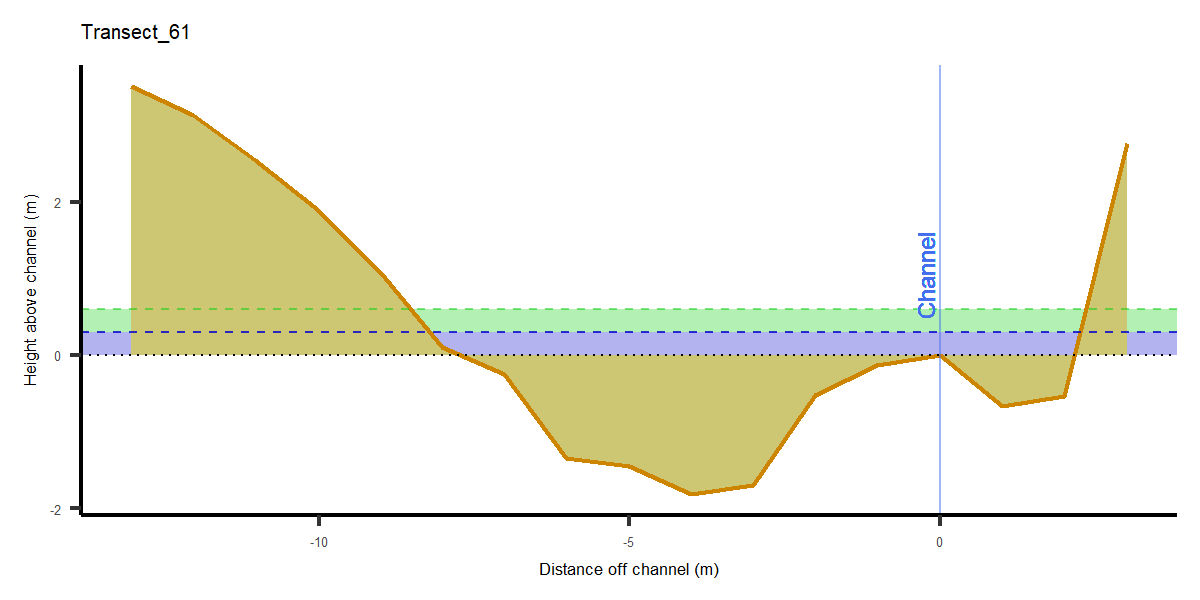 Transect_61
Height above channel (m)
2
0
-2
Channel
-10
-5
0
Distance off channel (m)